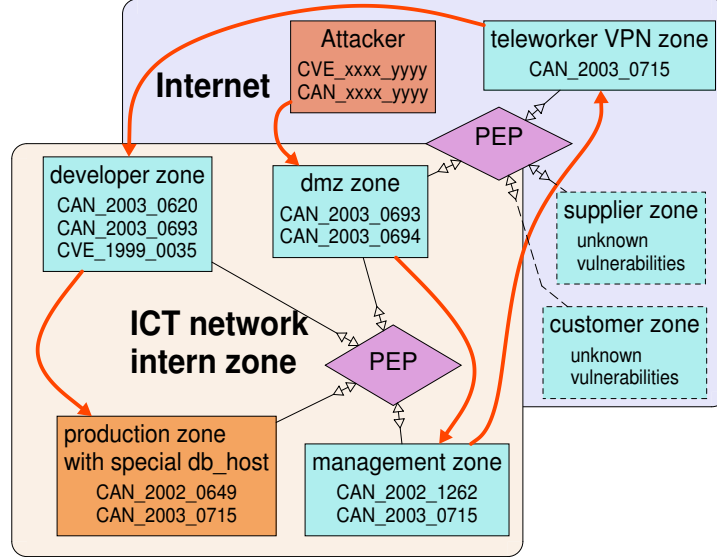 Attacker
CVE_xxxx_yyyy
CAN_xxxx_yyyy
teleworker VPN zone
CAN_2003_0715
Internet
PEP
developer zone
CAN_2003_0620
CAN_2003_0693
CVE_1999_0035
dmz zone
CAN_2003_0693
CAN_2003_0694
supplier zone
unknown
vulnerabilities
customer zone
unknown
vulnerabilities
ICT network
intern zone
PEP
production zone
with special db_host
CAN_2002_0649
CAN_2003_0715
management zone
CAN_2002_1262
CAN_2003_0715